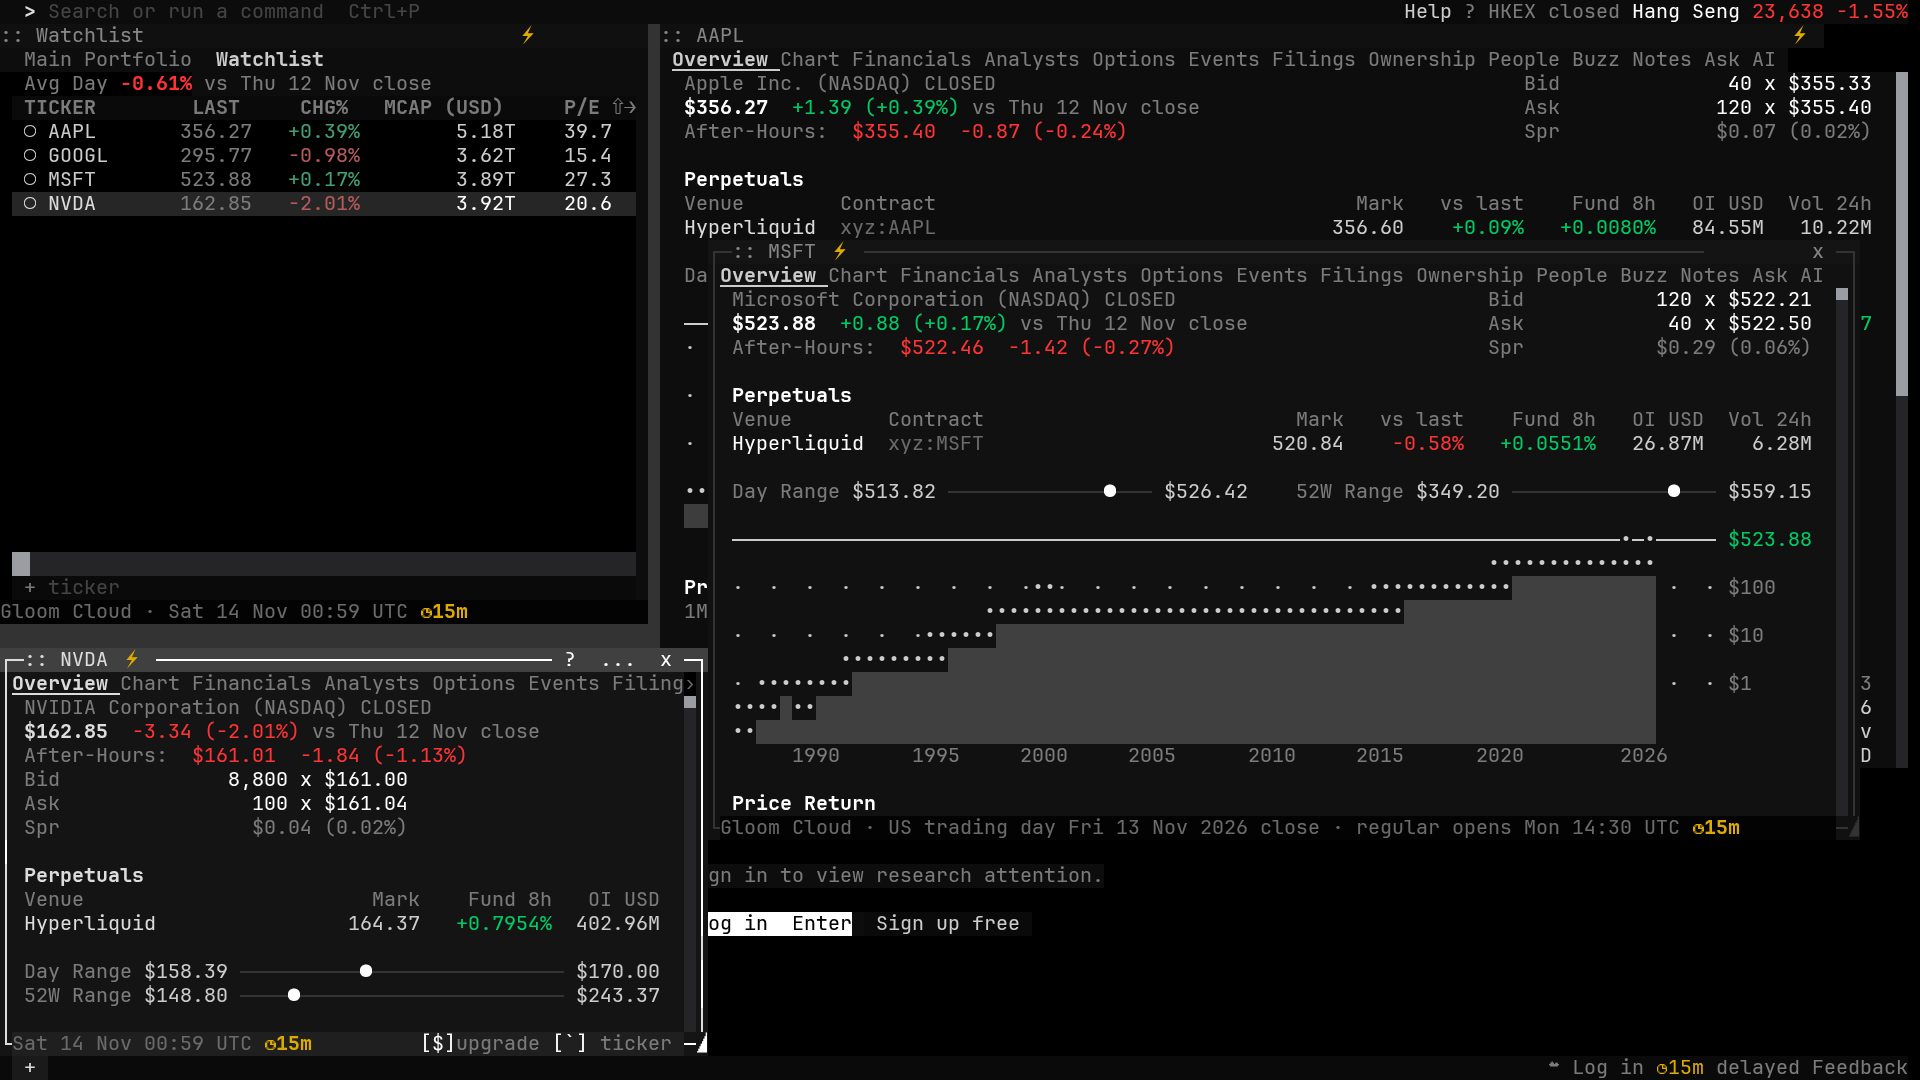 > Search or run a command  Ctrl+P
Help ? HKEX closed Hang Seng 23,638 -1.55%
:: Watchlist ⚡
Main Portfolio  Watchlist
Avg Day -0.61% vs Thu 12 Nov close
TICKER LAST CHG% MCAP (USD) P/E ⇧→
○ AAPL 356.27 +0.39% 5.18T 39.7
○ GOOGL 295.77 -0.98% 3.62T 15.4
○ MSFT 523.88 +0.17% 3.89T 27.3
○ NVDA 162.85 -2.01% 3.92T 20.6
+ ticker
Gloom Cloud · Sat 14 Nov 00:59 UTC ◔15m
:: AAPL ⚡
Overview Chart Financials Analysts Options Events Filings Ownership People Buzz Notes Ask AI
Apple Inc. (NASDAQ) CLOSED
Bid 40 x $355.33
$356.27 +1.39 (+0.39%) vs Thu 12 Nov close
Ask 120 x $355.40
After-Hours: $355.40 -0.87 (-0.24%)
Spr $0.07 (0.02%)
Perpetuals
Venue Contract Mark vs last Fund 8h OI USD Vol 24h
Hyperliquid xyz:AAPL 356.60 +0.09% +0.0080% 84.55M 10.22M
Da
7
Pr
1M
3
6
v
D
:: MSFT ⚡ x
Overview Chart Financials Analysts Options Events Filings Ownership People Buzz Notes Ask AI
Microsoft Corporation (NASDAQ) CLOSED
Bid 120 x $522.21
$523.88 +0.88 (+0.17%) vs Thu 12 Nov close
Ask 40 x $522.50
After-Hours: $522.46 -1.42 (-0.27%)
Spr $0.29 (0.06%)
Perpetuals
Venue Contract Mark vs last Fund 8h OI USD Vol 24h
Hyperliquid xyz:MSFT 520.84 -0.58% +0.0551% 26.87M 6.28M
Day Range $513.82 $526.42 52W Range $349.20 $559.15
$523.88
$100
$10
$1
1990 1995 2000 2005 2010 2015 2020 2026
Price Return
Gloom Cloud · US trading day Fri 13 Nov 2026 close · regular opens Mon 14:30 UTC ◔15m
gn in to view research attention.
og in  Enter  Sign up free
:: NVDA ⚡ ? ... x
Overview Chart Financials Analysts Options Events Filing›
NVIDIA Corporation (NASDAQ) CLOSED
$162.85 -3.34 (-2.01%) vs Thu 12 Nov close
After-Hours: $161.01 -1.84 (-1.13%)
Bid 8,800 x $161.00
Ask 100 x $161.04
Spr $0.04 (0.02%)
Perpetuals
Venue Mark Fund 8h OI USD
Hyperliquid 164.37 +0.7954% 402.96M
Day Range $158.39 $170.00
52W Range $148.80 $243.37
Sat 14 Nov 00:59 UTC ◔15m [$]upgrade [`] ticker
+
Log in ◔15m delayed Feedback